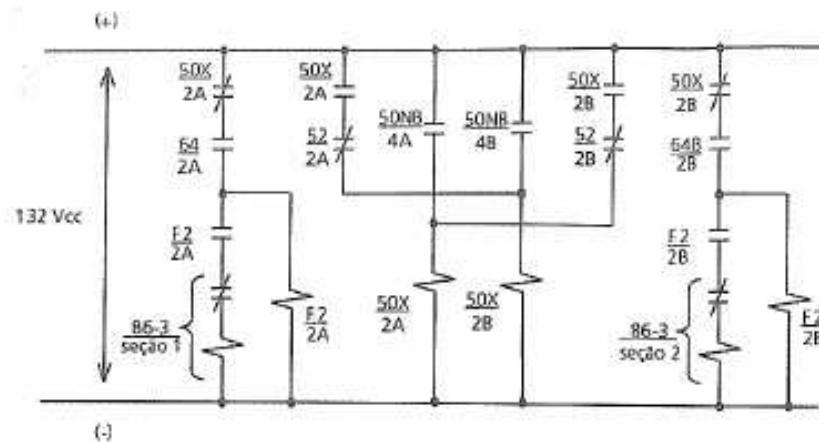 (+)
50X
2A
50X
2A
50NB
4A
50NB
4B
50X
2B
50X
2B
64
2A
52
2A
52
2B
64B
2B
132 Vcc
F2
2A
F2
2B
86-3
seção 1
F2
2A
50X
2A
50X
2B
86-3
seção 2
F2
2B
(-)